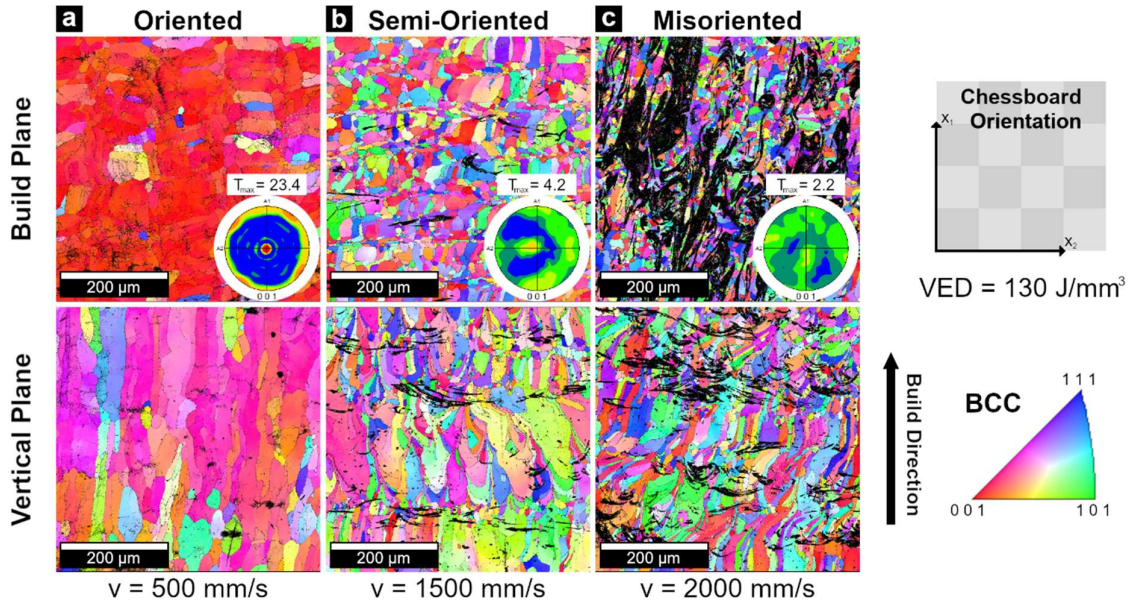 a Oriented
b Semi-Oriented
c Misoriented
Build Plane
Tmax = 23.4
A1
A2
0 0 1
200 µm
Tmax = 4.2
A1
A2
0 0 1
200 µm
Tmax = 2.2
A1
A2
0 0 1
200 µm
Chessboard
Orientation
X1
X2
VED = 130 J/mm³
Vertical Plane
200 µm
200 µm
200 µm
Build Direction
BCC
1 1 1
0 0 1
1 0 1
v = 500 mm/s
v = 1500 mm/s
v = 2000 mm/s